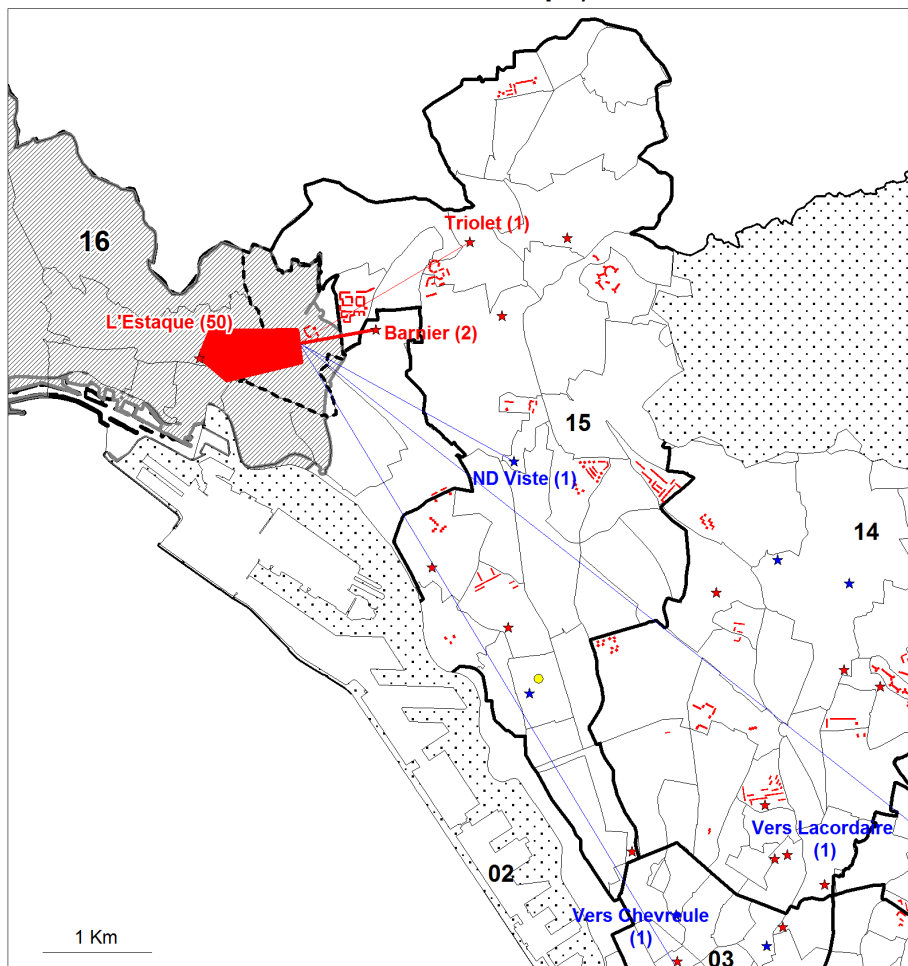 Triolet (1)
16
L'Estaque (50)
Barnier (2)
15
ND Viste (1)
14
Vers Lacordaire
(1)
02
Vers Chevreule
(1)
1 Km
03